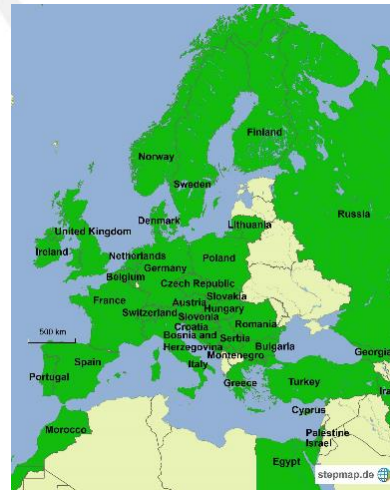 Finland
Norway
Sweden
Russia
Denmark
Lithuania
United Kingdom
Ireland
Netherlands
Poland
Germany
Belgium
Czech Republic
Slovakia
France
Austria
Hungary
Switzerland
Slovenia
Croatia
Romania
Bosnia and
Herzegovina
Serbia
500 km
Bulgaria
Montenegro
Georgia
Italy
Spain
Portugal
Greece
Turkey
Cyprus
Morocco
Palestine
Israel
Egypt
stepmap.de